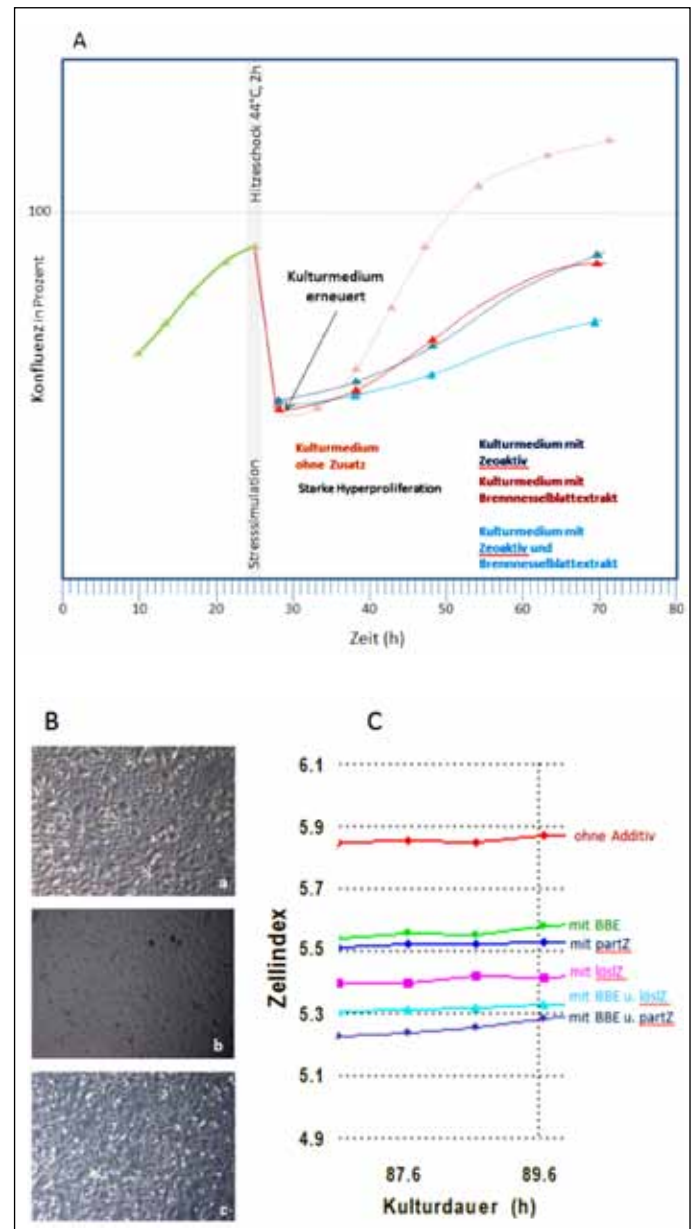 A
Hitzeschock 44°C, 2h
Stresssimulation
100
Konfluenz in Prozent
Kulturmedium
erneuert
Kulturmedium
ohne Zusatz
Starke Hyperproliferation
Kulturmedium mit
Zeoaktiv
Kulturmedium mit
Brennnesselblattextrakt
Kulturmedium mit
Zeoaktiv und
Brennnesselblattextrakt
0 10 20 30 40 50 60 70 80
Zeit (h)
B
a
b
c
C
Zellindex
6.1
5.9
5.7
5.5
5.3
5.1
4.9
ohne Additiv
mit BBE
mit partZ
mit löslZ
mit BBE u. löslZ
mit BBE u. partZ
87.6 89.6
Kulturdauer (h)